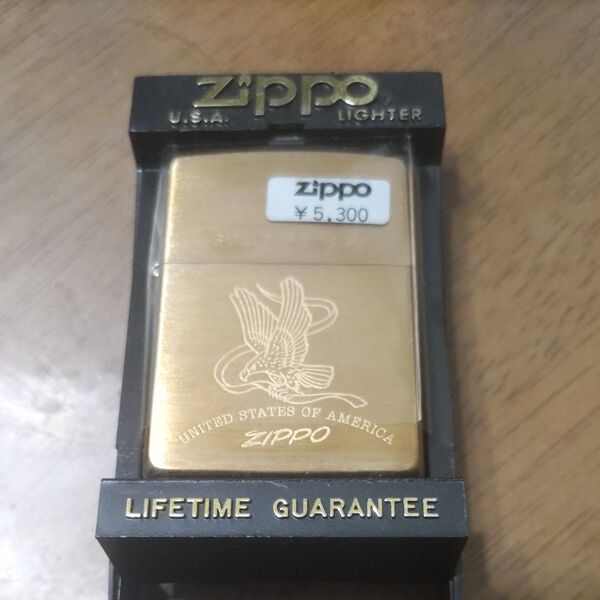 Zippo
U.S.A. LIGHTER
Zippo
¥5,300
UNITED STATES OF AMERICA
ZIPPO
LIFETIME GUARANTEE